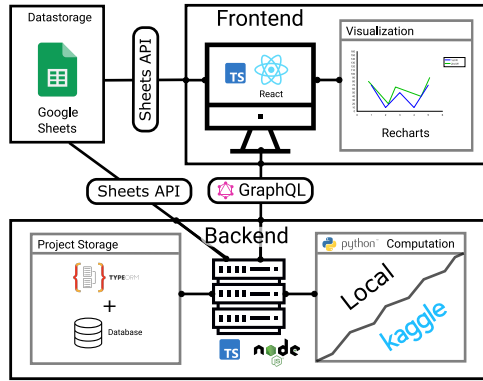 Datastorage
Google
Sheets
Sheets API
Frontend
TS
React
Visualization
Recharts
Sheets API
GraphQL
Backend
Project Storage
TYPEORM
+
Database
TS
node
JS
python
Computation
Local
kaggle